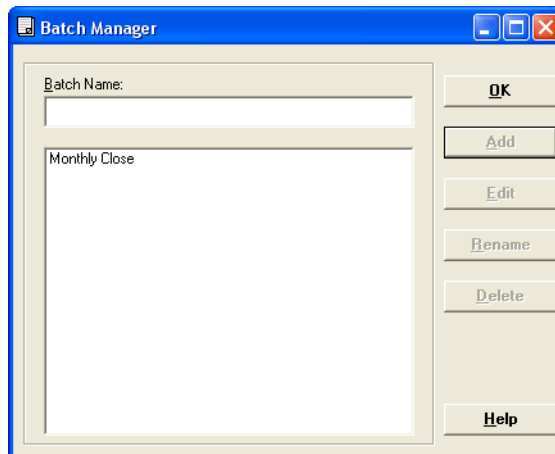 Batch Manager
Batch Name:
OK
Add
Monthly Close
Edit
Rename
Delete
Help